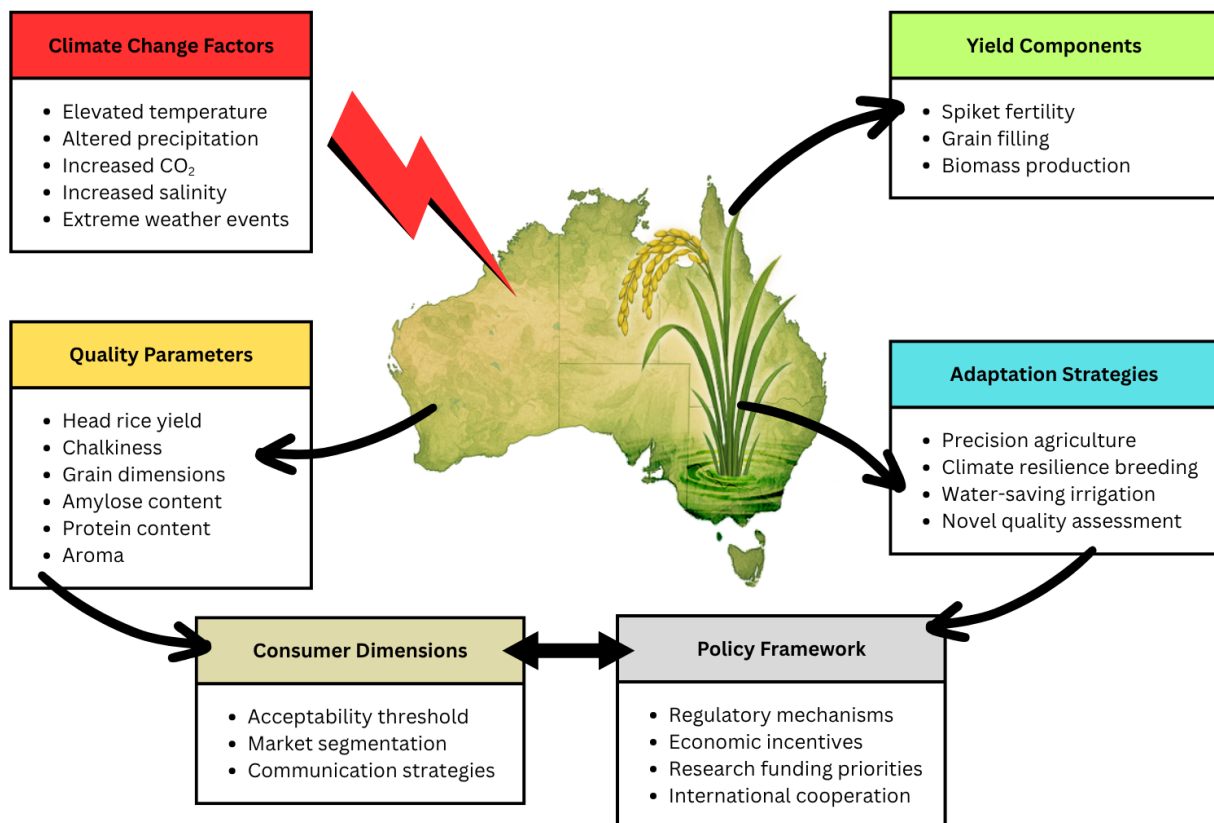 Climate Change Factors
• Elevated temperature
• Altered precipitation
• Increased CO₂
• Increased salinity
• Extreme weather events
Yield Components
• Spiket fertility
• Grain filling
• Biomass production
Quality Parameters
• Head rice yield
• Chalkiness
• Grain dimensions
• Amylose content
• Protein content
• Aroma
Adaptation Strategies
• Precision agriculture
• Climate resilience breeding
• Water-saving irrigation
• Novel quality assessment
Consumer Dimensions
• Acceptability threshold
• Market segmentation
• Communication strategies
Policy Framework
• Regulatory mechanisms
• Economic incentives
• Research funding priorities
• International cooperation